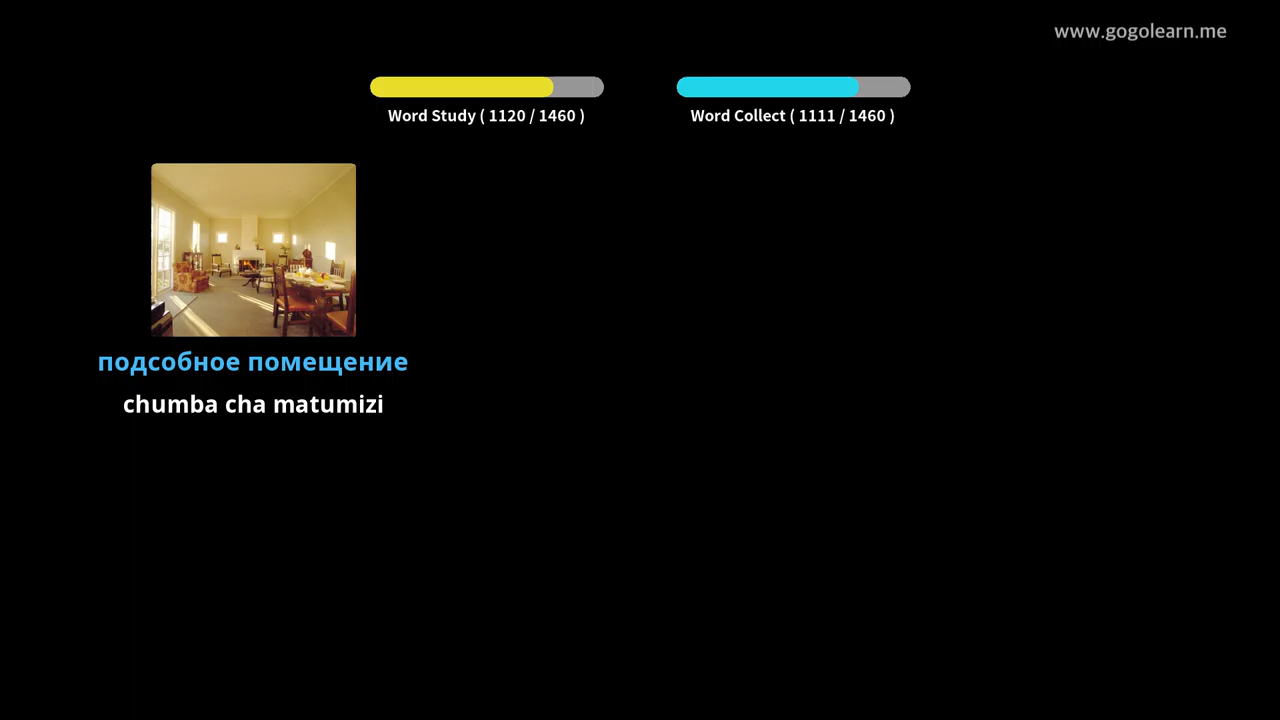 www.gogolearn.me
Word Study ( 1120 / 1460 )
Word Collect ( 1111 / 1460 )
подсобное помещение
chumba cha matumizi